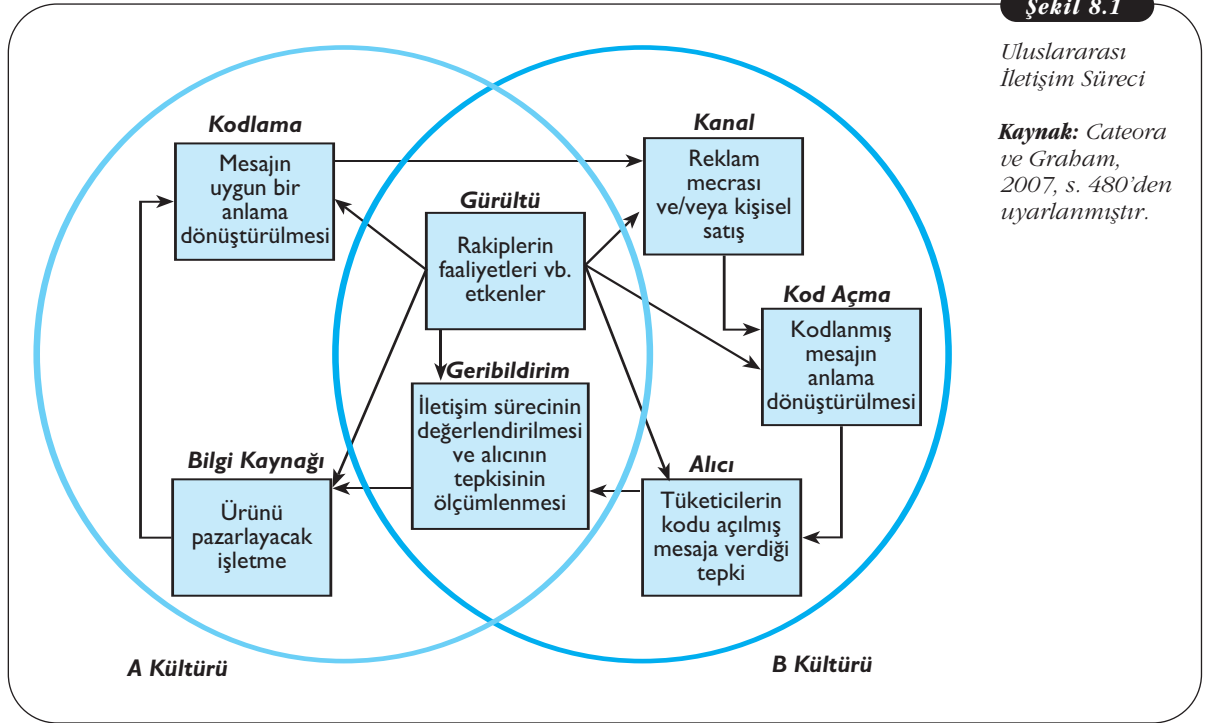 Şekil 8.1
Uluslararası
İletişim Süreci
Kaynak: Cateora
ve Graham,
2007, s. 480'den
uyarlanmıştır.
Kodlama
Mesajın
uygun bir
anlama
dönüştürülmesi
Gürültü
Rakiplerin
faaliyetleri vb.
etkenler
Kanal
Reklam
mecrası
ve/veya kişisel
satış
Kod Açma
Kodlanmış
mesajın
anlama
dönüştürülmesi
Geribildirim
İletişim sürecinin
değerlendirilmesi
ve alıcının
tepkisinin
ölçümlenmesi
Bilgi Kaynağı
Ürünü
pazarlayacak
işletme
Alıcı
Tüketicilerin
kodu açılmış
mesaja verdiği
tepki
A Kültürü
B Kültürü